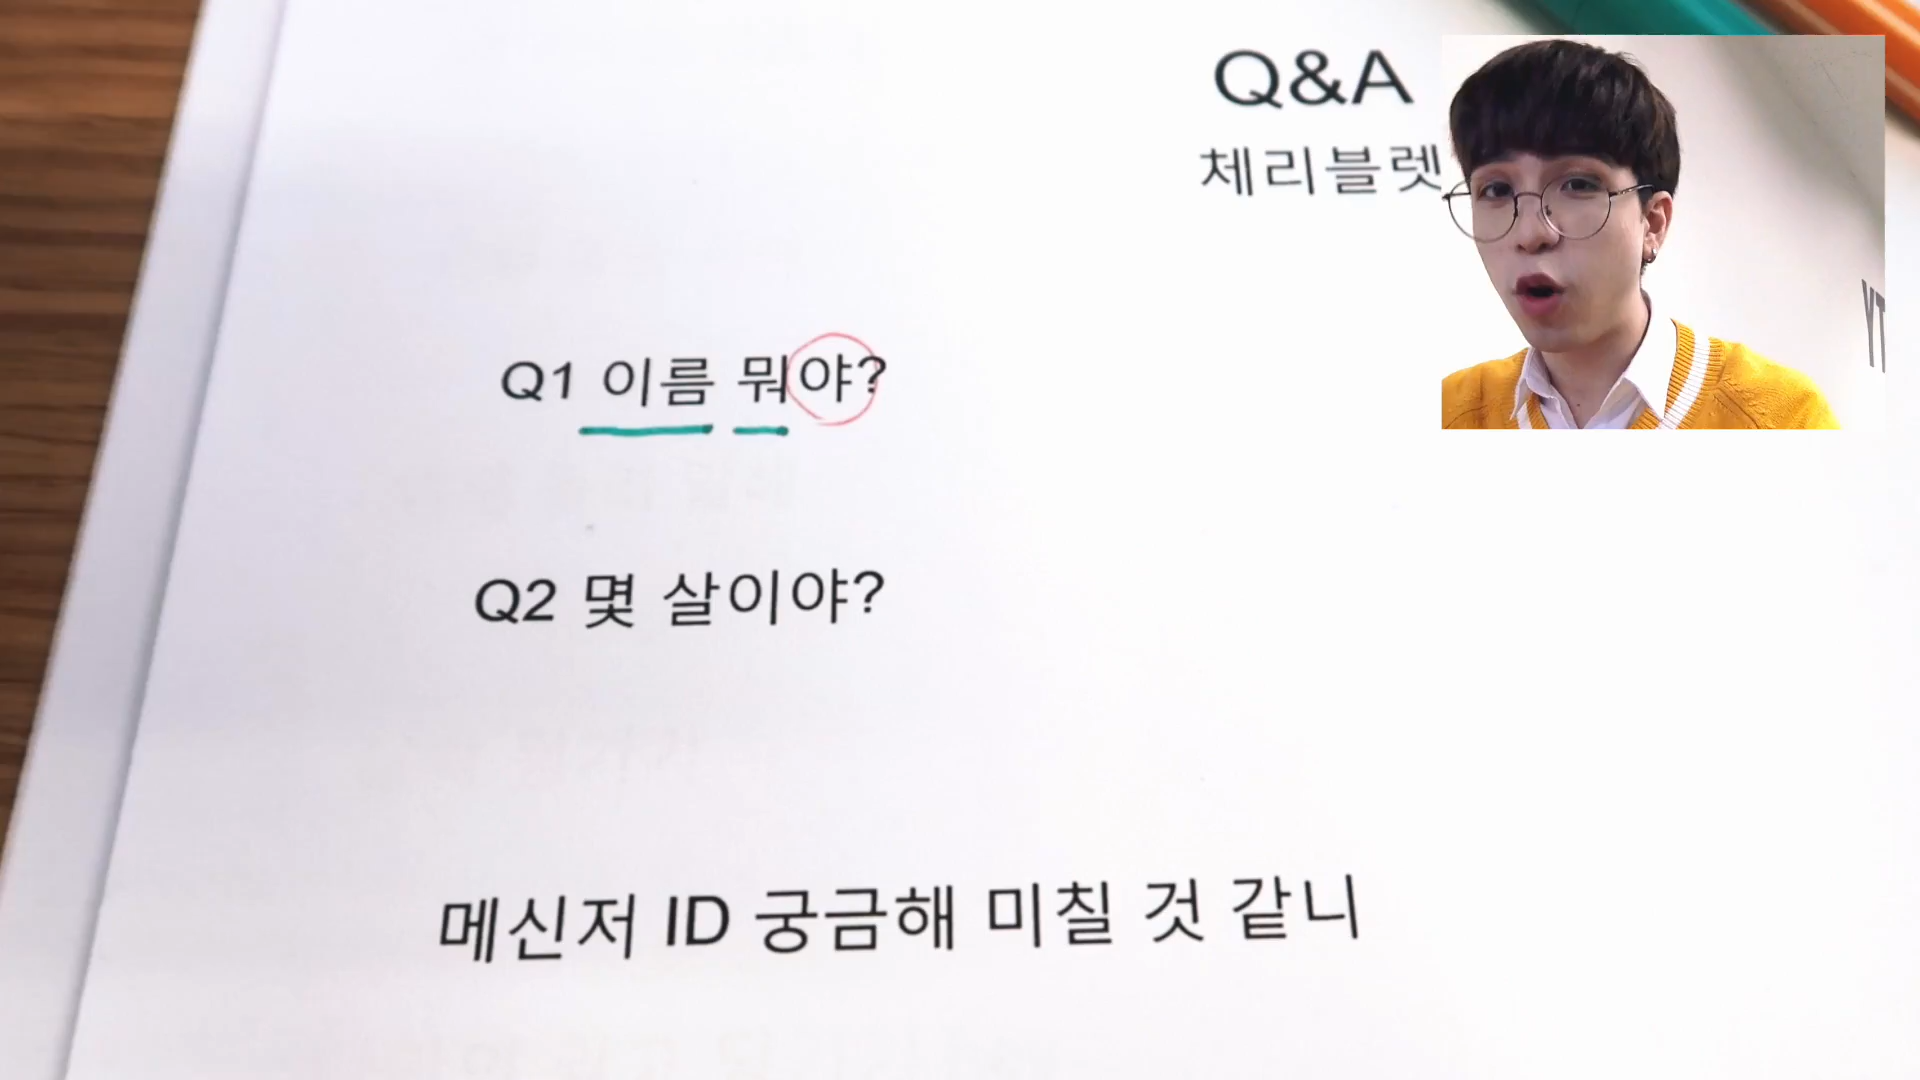 Q&A
체리블렛
Q1 이름 뭐야?
Q2 몇 살이야?
메신저 ID 궁금해 미칠 것 같니
YT